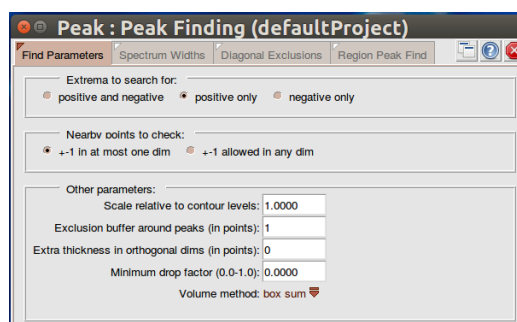 Peak : Peak Finding (defaultProject)
Find Parameters Spectrum Widths Diagonal Exclusions Region Peak Find
Extrema to search for:
positive and negative positive only negative only
Nearby points to check:
+-1 in at most one dim +-1 allowed in any dim
Other parameters:
Scale relative to contour levels: 1.0000
Exclusion buffer around peaks (in points): 1
Extra thickness in orthogonal dims (in points): 0
Minimum drop factor (0.0-1.0): 0.0000
Volume method: box sum